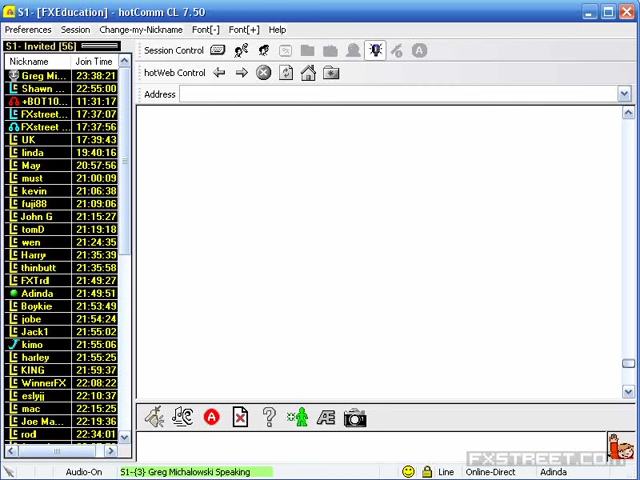 S1- [FXEducation] - hotComm CL 7.50
Preferences Session Change-my-Nickname Font[-] Font[+] Help
S1- Invited [56]
Nickname Join Time
Greg Mi... 23:38:21
Shawn ... 22:55:00
+BOT10... 11:31:17
FXstreet... 17:37:07
FXstreet ... 17:37:56
UK 17:39:43
linda 19:40:16
May 20:57:56
must 21:00:09
kevin 21:06:38
fuji88 21:09:06
John G 21:15:27
tomD 21:19:18
wen 21:24:35
Harry 21:35:39
thinbutt 21:35:58
FXTrd 21:49:27
Adinda 21:49:51
Boykie 21:53:49
jobe 21:54:24
Jack1 21:55:02
kimo 21:55:06
harley 21:55:25
KING 21:59:37
WinnerFX 22:08:22
eslyjj 22:10:37
mac 22:15:25
Joe Ma... 22:19:36
rod 22:34:01
Session Control
hotWeb Control
Address
FXSTREET.COM
Audio-On S1-{3} Greg Michalowski Speaking Line Online-Direct Adinda